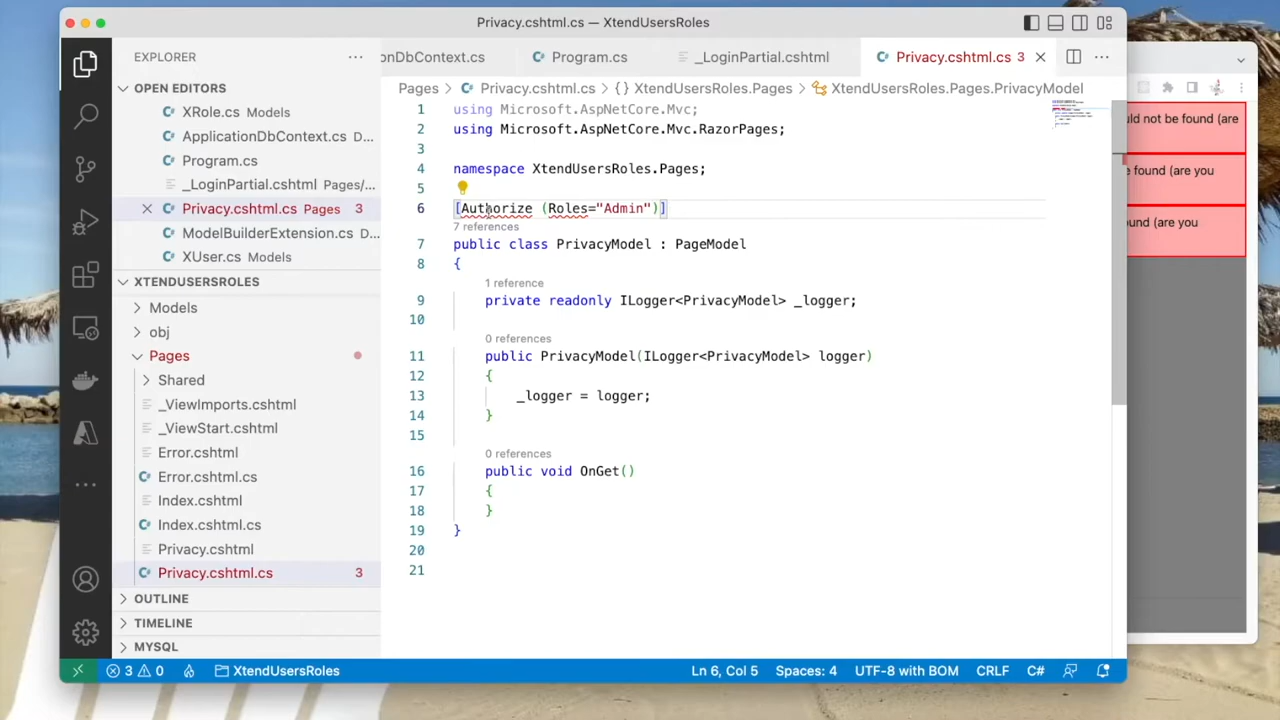 Privacy.cshtml.cs — XtendUsersRoles
EXPLORER
onDbContext.cs
Program.cs
_LoginPartial.cshtml
Privacy.cshtml.cs 3
Pages > Privacy.cshtml.cs > {} XtendUsersRoles.Pages > XtendUsersRoles.Pages.PrivacyModel
OPEN EDITORS
XRole.cs Models
ApplicationDbContext.cs D...
Program.cs
_LoginPartial.cshtml Pages/...
Privacy.cshtml.cs Pages 3
ModelBuilderExtension.cs D...
XUser.cs Models
XTENDUSERSROLES
Models
obj
Pages
Shared
_ViewImports.cshtml
_ViewStart.cshtml
Error.cshtml
Error.cshtml.cs
Index.cshtml
Index.cshtml.cs
Privacy.cshtml
Privacy.cshtml.cs 3
OUTLINE
TIMELINE
MYSQL
1 using Microsoft.AspNetCore.Mvc;
2 using Microsoft.AspNetCore.Mvc.RazorPages;
3
4 namespace XtendUsersRoles.Pages;
5
6 [Authorize (Roles="Admin")]
7 references
7 public class PrivacyModel : PageModel
8 {
1 reference
9 private readonly ILogger<PrivacyModel> _logger;
10
0 references
11 public PrivacyModel(ILogger<PrivacyModel> logger)
12 {
13 _logger = logger;
14 }
15
0 references
16 public void OnGet()
17 {
18 }
19 }
20
21
uld not be found (are
e found (are you
ound (are you
3 0
XtendUsersRoles
Ln 6, Col 5
Spaces: 4
UTF-8 with BOM
CRLF
C#